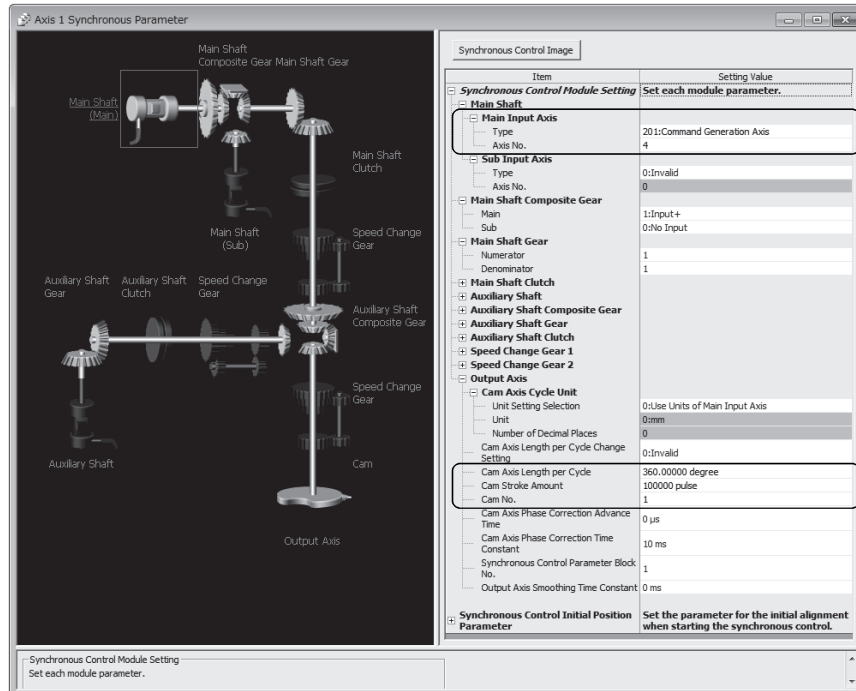 Axis 1 Synchronous Parameter
Main Shaft
Composite Gear Main Shaft Gear
Main Shaft
(Main)
Main Shaft
Clutch
Main Shaft
(Sub)
Speed Change
Gear
Auxiliary Shaft
Gear
Auxiliary Shaft
Clutch
Speed Change
Gear
Auxiliary Shaft
Composite Gear
Speed Change
Gear
Auxiliary Shaft
Cam
Output Axis
Synchronous Control Image
Item Setting Value
Synchronous Control Module Setting Set each module parameter.
Main Shaft
Main Input Axis
Type 201:Command Generation Axis
Axis No. 4
Sub Input Axis
Type 0:Invalid
Axis No. 0
Main Shaft Composite Gear
Main 1:Input+
Sub 0:No Input
Main Shaft Gear
Numerator 1
Denominator 1
Main Shaft Clutch
Auxiliary Shaft
Auxiliary Shaft Composite Gear
Auxiliary Shaft Gear
Auxiliary Shaft Clutch
Speed Change Gear 1
Speed Change Gear 2
Output Axis
Cam Axis Cycle Unit
Unit Setting Selection 0:Use Units of Main Input Axis
Unit 0:mm
Number of Decimal Places 0
Cam Axis Length per Cycle Change
Setting 0:Invalid
Cam Axis Length per Cycle 360.00000 degree
Cam Stroke Amount 100000 pulse
Cam No. 1
Cam Axis Phase Correction Advance
Time 0 µs
Cam Axis Phase Correction Time
Constant 10 ms
Synchronous Control Parameter Block
No. 1
Output Axis Smoothing Time Constant 0 ms
Synchronous Control Initial Position
Parameter
Set the parameter for the initial alignment
when starting the synchronous control.
Synchronous Control Module Setting
Set each module parameter.